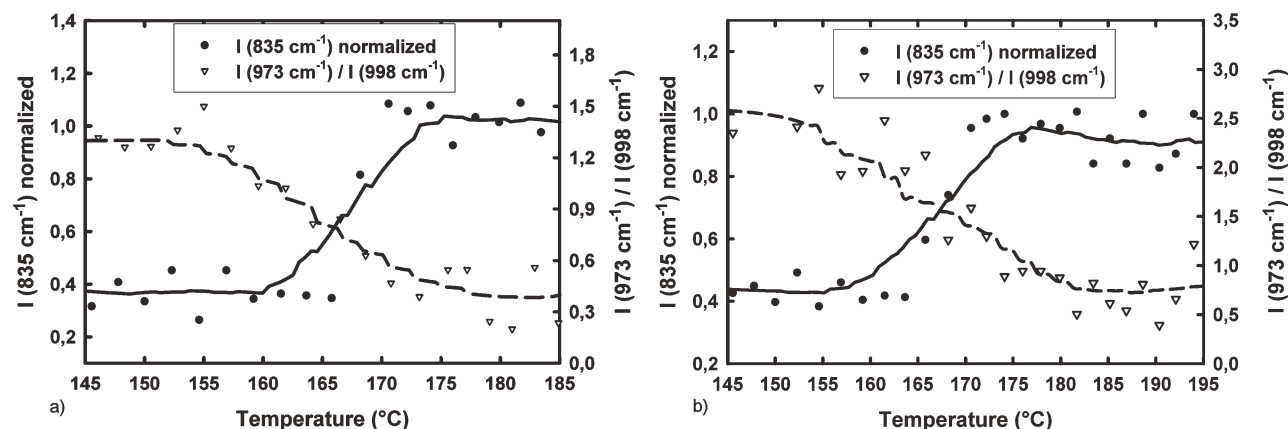 I (835 cm⁻¹) normalized
1,4
1,2
1,0
0,8
0,6
0,4
0,2
I (835 cm⁻¹) normalized
I (973 cm⁻¹) / I (998 cm⁻¹)
1,8
1,5
1,2
0,9
0,6
0,3
0,0
I (973 cm⁻¹) / I (998 cm⁻¹)
145 150 155 160 165 170 175 180 185
Temperature (°C)
a)
I (835 cm⁻¹) normalized
1,2
1,0
0,8
0,6
0,4
0,2
I (835 cm⁻¹) normalized
I (973 cm⁻¹) / I (998 cm⁻¹)
3,5
3,0
2,5
2,0
1,5
1,0
0,5
0,0
I (973 cm⁻¹) / I (998 cm⁻¹)
145 150 155 160 165 170 175 180 185 190 195
Temperature (°C)
b)